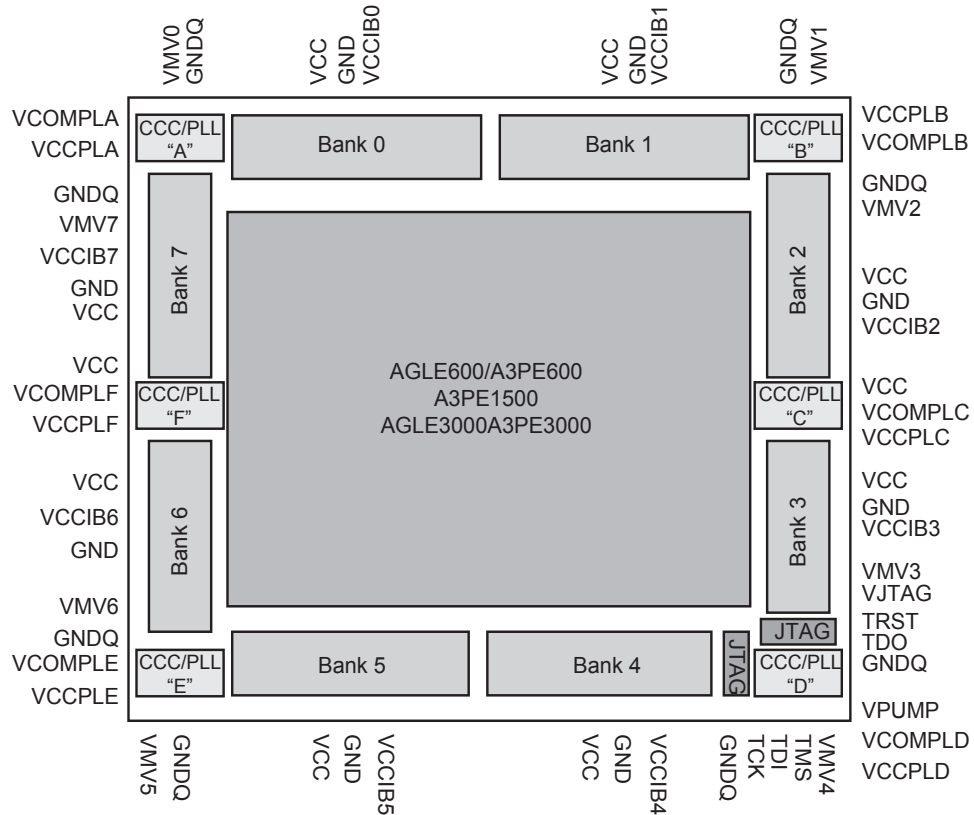 VMV0
GNDQ
VCC
GND
VCCIB0
VCC
GND
VCCIB1
GNDQ
VMV1
VCOMPLA
VCCPLA
GNDQ
VMV7
VCCIB7
GND
VCC
VCC
VCOMPLF
VCCPLF
VCC
VCCIB6
GND
VMV6
GNDQ
VCOMPLE
VCCPLE
CCC/PLL
“A”
Bank 0
Bank 1
CCC/PLL
“B”
Bank 7
Bank 2
CCC/PLL
“F”
AGLE600/A3PE600
A3PE1500
AGLE3000A3PE3000
CCC/PLL
“C”
Bank 6
Bank 3
JTAG
CCC/PLL
“E”
Bank 5
Bank 4
JTAG
CCC/PLL
“D”
VCCPLB
VCOMPLB
GNDQ
VMV2
VCC
GND
VCCIB2
VCC
VCOMPLC
VCCPLC
VCC
GND
VCCIB3
VMV3
VJTAG
TRST
TDO
GNDQ
VPUMP
VCOMPLD
VCCPLD
VMV5
GNDQ
VCC
GND
VCCIB5
VCC
GND
VCCIB4
GNDQ
TCK
TDI
TMS
VMV4